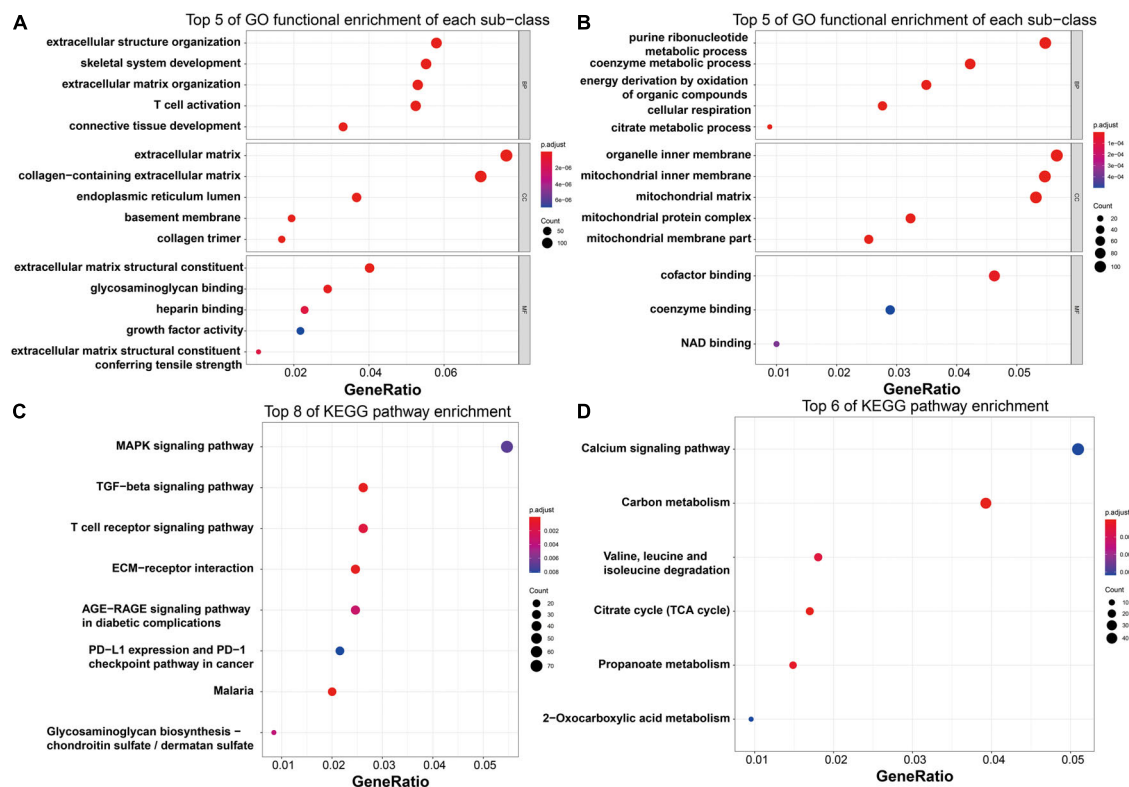 A
Top 5 of GO functional enrichment of each sub-class
extracellular structure organization
skeletal system development
extracellular matrix organization
T cell activation
connective tissue development
BP
extracellular matrix
collagen-containing extracellular matrix
endoplasmic reticulum lumen
basement membrane
collagen trimer
CC
extracellular matrix structural constituent
glycosaminoglycan binding
heparin binding
growth factor activity
extracellular matrix structural constituent
conferring tensile strength
MF
0.02 0.04 0.06
GeneRatio
p.adjust
2e-06
4e-06
6e-06
Count
50
100
B
Top 5 of GO functional enrichment of each sub-class
purine ribonucleotide
metabolic process
coenzyme metabolic process
energy derivation by oxidation
of organic compounds
cellular respiration
citrate metabolic process
BP
organelle inner membrane
mitochondrial inner membrane
mitochondrial matrix
mitochondrial protein complex
mitochondrial membrane part
CC
cofactor binding
coenzyme binding
NAD binding
MF
0.01 0.02 0.03 0.04 0.05
GeneRatio
p.adjust
1e-04
2e-04
3e-04
4e-04
Count
20
40
60
80
100
C
Top 8 of KEGG pathway enrichment
MAPK signaling pathway
TGF-beta signaling pathway
T cell receptor signaling pathway
ECM-receptor interaction
AGE-RAGE signaling pathway
in diabetic complications
PD-L1 expression and PD-1
checkpoint pathway in cancer
Malaria
Glycosaminoglycan biosynthesis -
chondroitin sulfate / dermatan sulfate
0.01 0.02 0.03 0.04 0.05
GeneRatio
p.adjust
0.002
0.004
0.006
0.008
Count
20
30
40
50
60
70
D
Top 6 of KEGG pathway enrichment
Calcium signaling pathway
Carbon metabolism
Valine, leucine and
isoleucine degradation
Citrate cycle (TCA cycle)
Propanoate metabolism
2-Oxocarboxylic acid metabolism
0.01 0.02 0.03 0.04 0.05
GeneRatio
p.adjust
0.00
0.00
0.00
Count
10
20
30
40